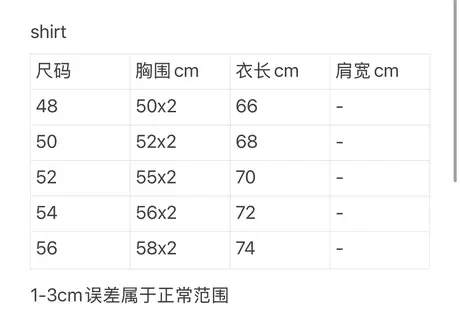 shirt
尺码 胸围cm 衣长cm 肩宽cm
48 50x2 66 -
50 52x2 68 -
52 55x2 70 -
54 56x2 72 -
56 58x2 74 -
1-3cm误差属于正常范围